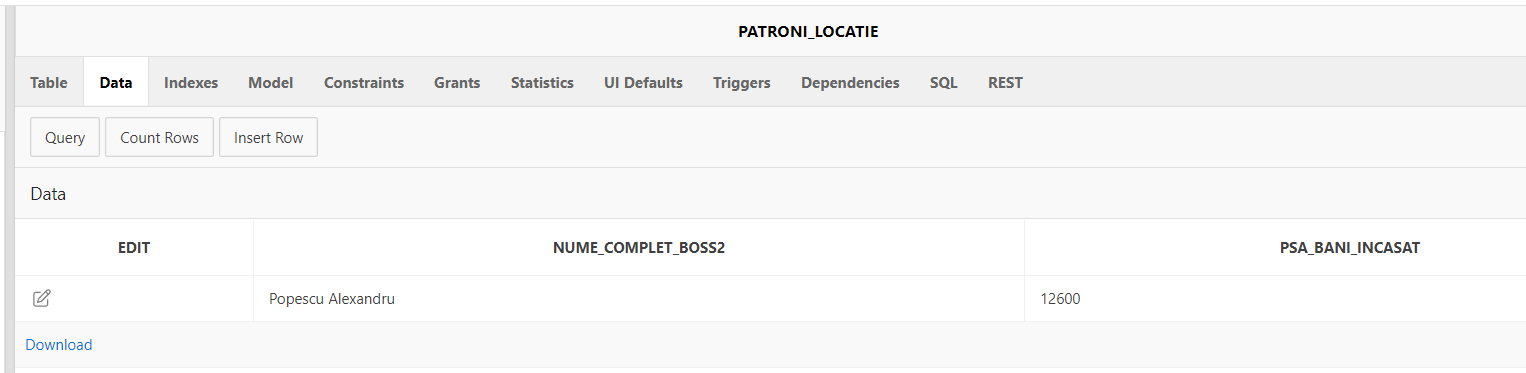 PATRONI_LOCATIE
Table Data Indexes Model Constraints Grants Statistics UI Defaults Triggers Dependencies SQL REST
Query Count Rows Insert Row
Data
EDIT NUME_COMPLET_BOSS2 PSA_BANI_INCASAT
Popescu Alexandru 12600
Download